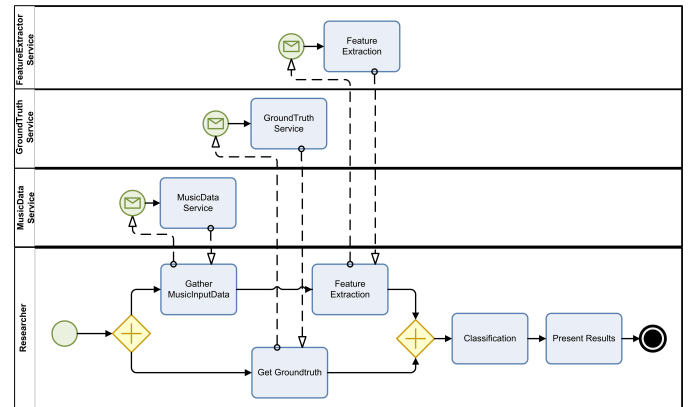 FeatureExtractor
Service
Feature
Extraction
GroundTruth
Service
GroundTruth
Service
MusicData
Service
MusicData
Service
Researcher
Gather
MusicInputData
Feature
Extraction
Get Groundtruth
Classification
Present Results